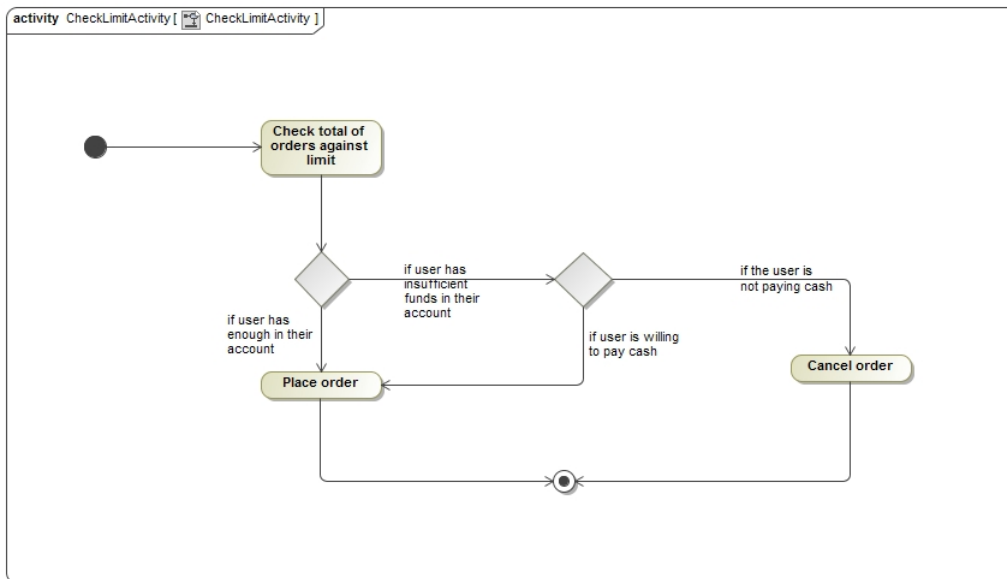 activity CheckLimitActivity [ CheckLimitActivity ]
Check total of
orders against
limit
if user has
insufficient
funds in their
account
if the user is
not paying cash
if user has
enough in their
account
if user is willing
to pay cash
Place order
Cancel order